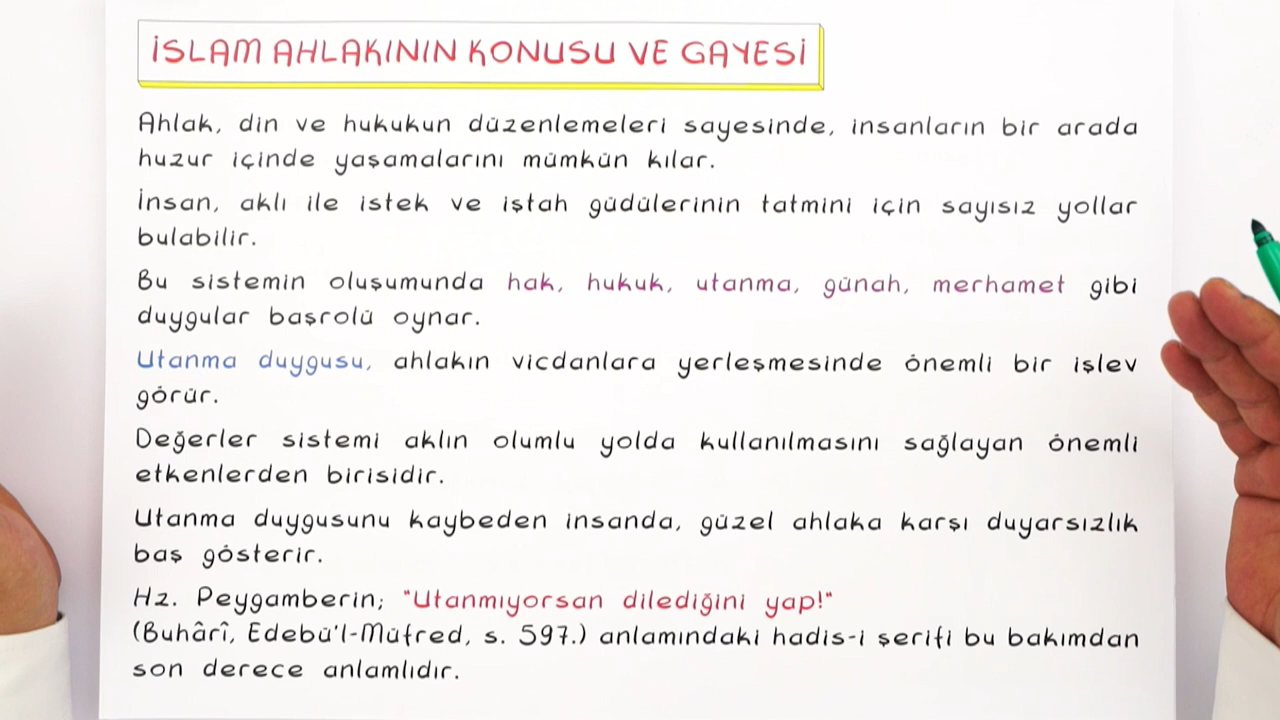 İSLAM AHLAKININ KONUSU VE GAYESİ
Ahlak, din ve hukukun düzenlemeleri sayesinde, insanların bir arada
huzur içinde yaşamalarını mümkün kılar.
İnsan, aklı ile istek ve iştah güdülerinin tatmini için sayısız yollar
bulabilir.
Bu sistemin oluşumunda hak, hukuk, utanma, günah, merhamet gibi
duygular başrolü oynar.
Utanma duygusu, ahlakın vicdanlara yerleşmesinde önemli bir işlev
görür.
Değerler sistemi aklın olumlu yolda kullanılmasını sağlayan önemli
etkenlerden birisidir.
Utanma duygusunu kaybeden insanda, güzel ahlaka karşı duyarsızlık
baş gösterir.
Hz. Peygamberin; "Utanmıyorsan dilediğini yap!"
(Buhârî, Edebü'l-Müfred, s. 597.) anlamındaki hadis-i şerifi bu bakımdan
son derece anlamlıdır.